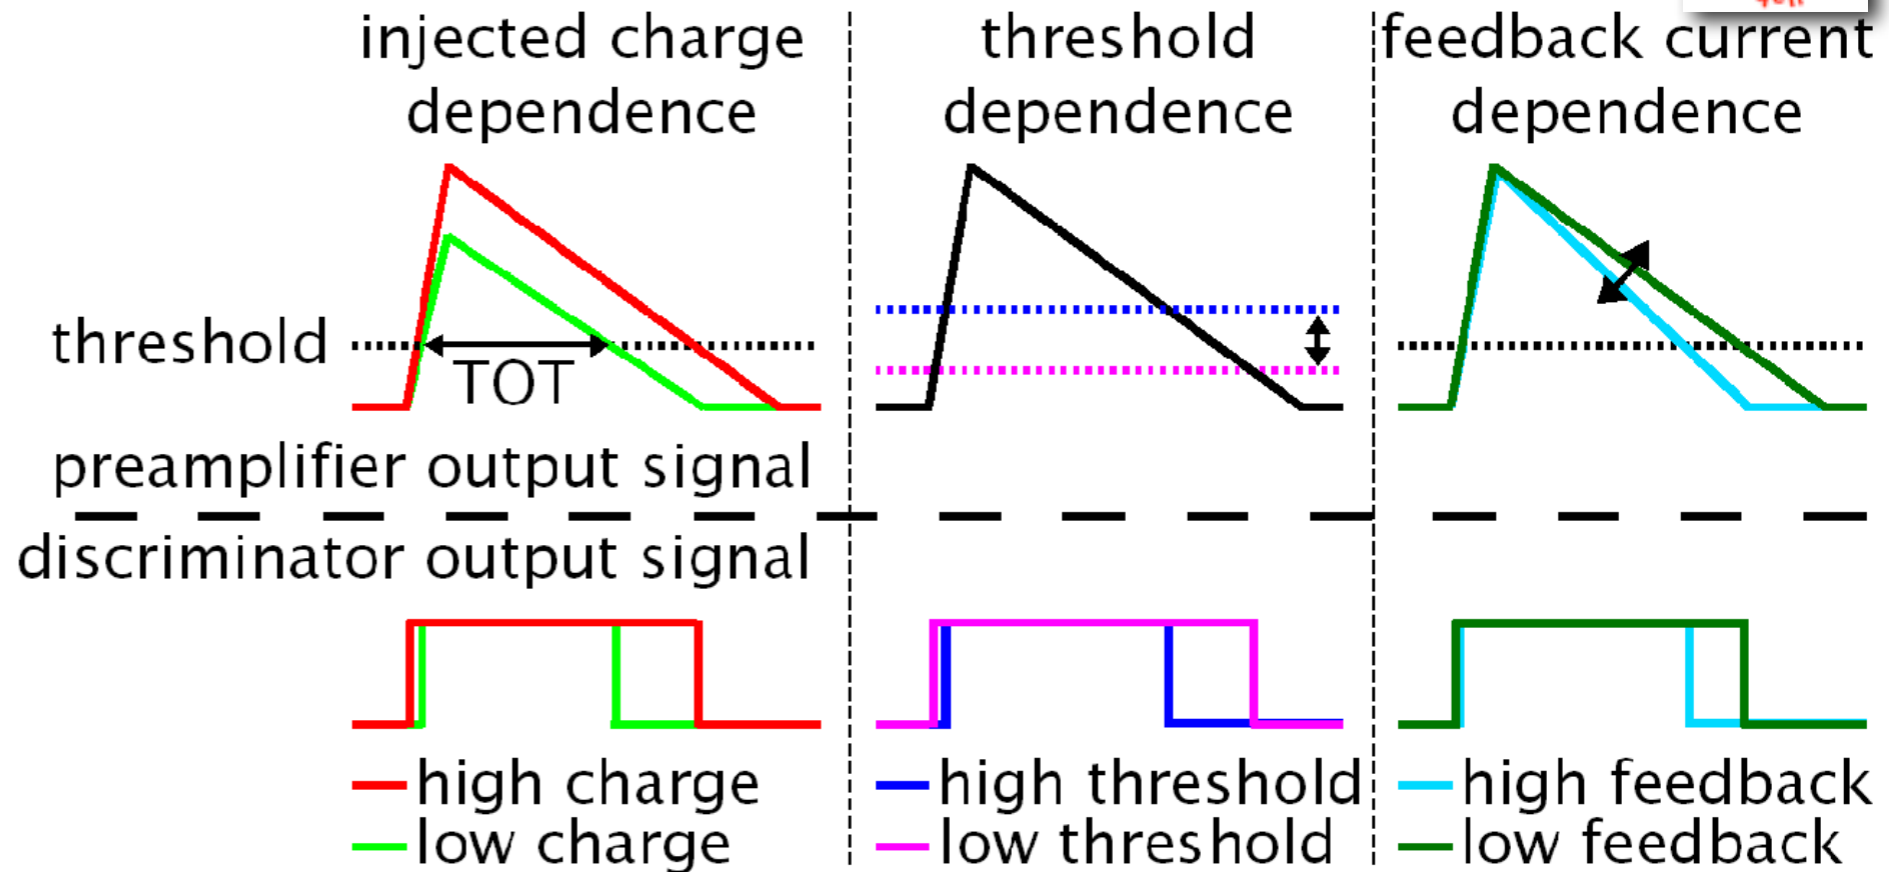 injected charge
dependence
threshold
dependence
feedback current
dependence
threshold
TOT
preamplifier output signal
discriminator output signal
high charge
low charge
high threshold
low threshold
high feedback
low feedback